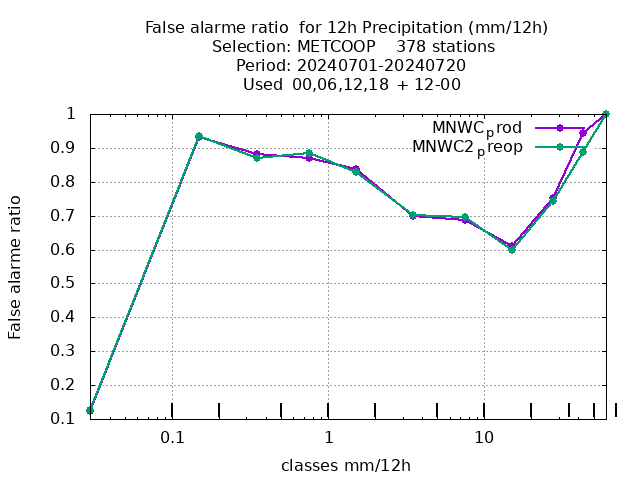 False alarme ratio  for 12h Precipitation (mm/12h)
Selection: METCOOP    378 stations
Period: 20240701-20240720
Used  00,06,12,18 + 12-00
MNWCprod
MNWC2preop
False alarme ratio
1
0.9
0.8
0.7
0.6
0.5
0.4
0.3
0.2
0.1
0.1
1
10
classes mm/12h